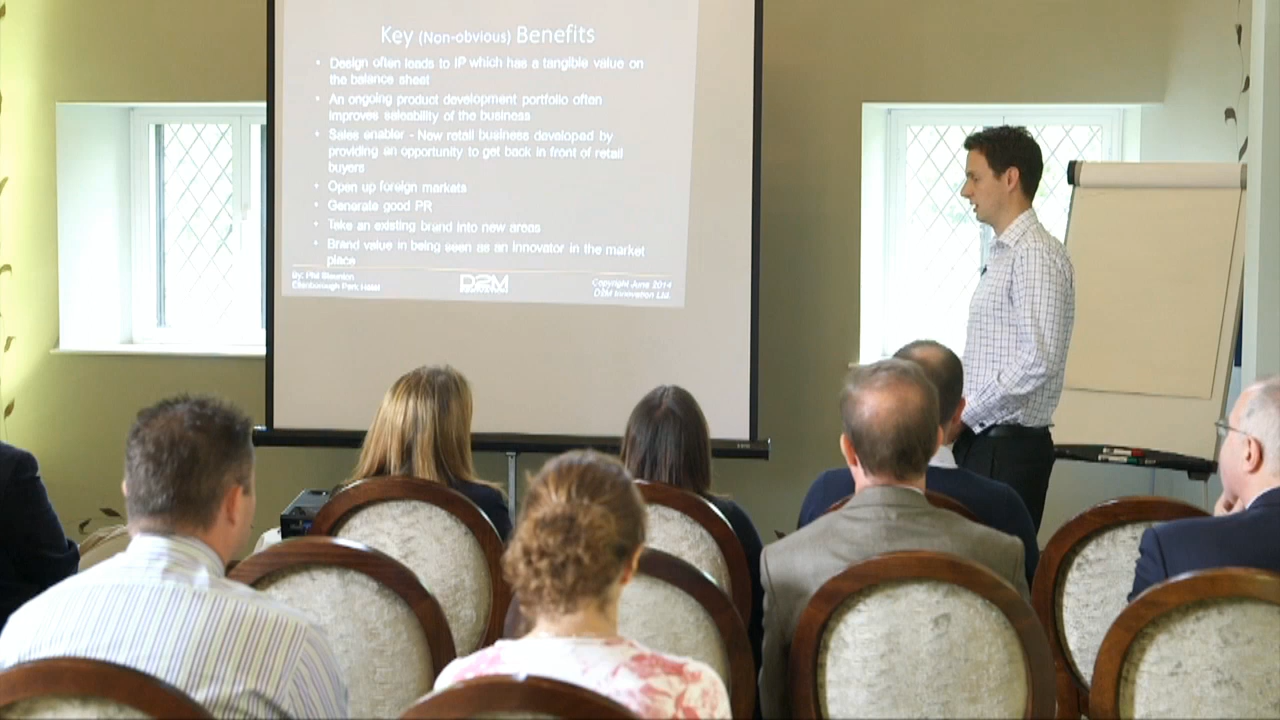 Key (Non-obvious) Benefits
• Design often leads to IP which has a tangible value on
the balance sheet
• An ongoing product development portfolio often
improves saleability of the business
• Sales enabler - New retail business developed by
providing an opportunity to get back in front of retail
buyers
• Open up foreign markets
• Generate good PR
• Take an existing brand into new areas
• Brand value in being seen as an innovator in the market
place
By: Phil Staunton
Ellenborough Park Hotel
D2M
Copyright June 2014
D2M Innovation Ltd.